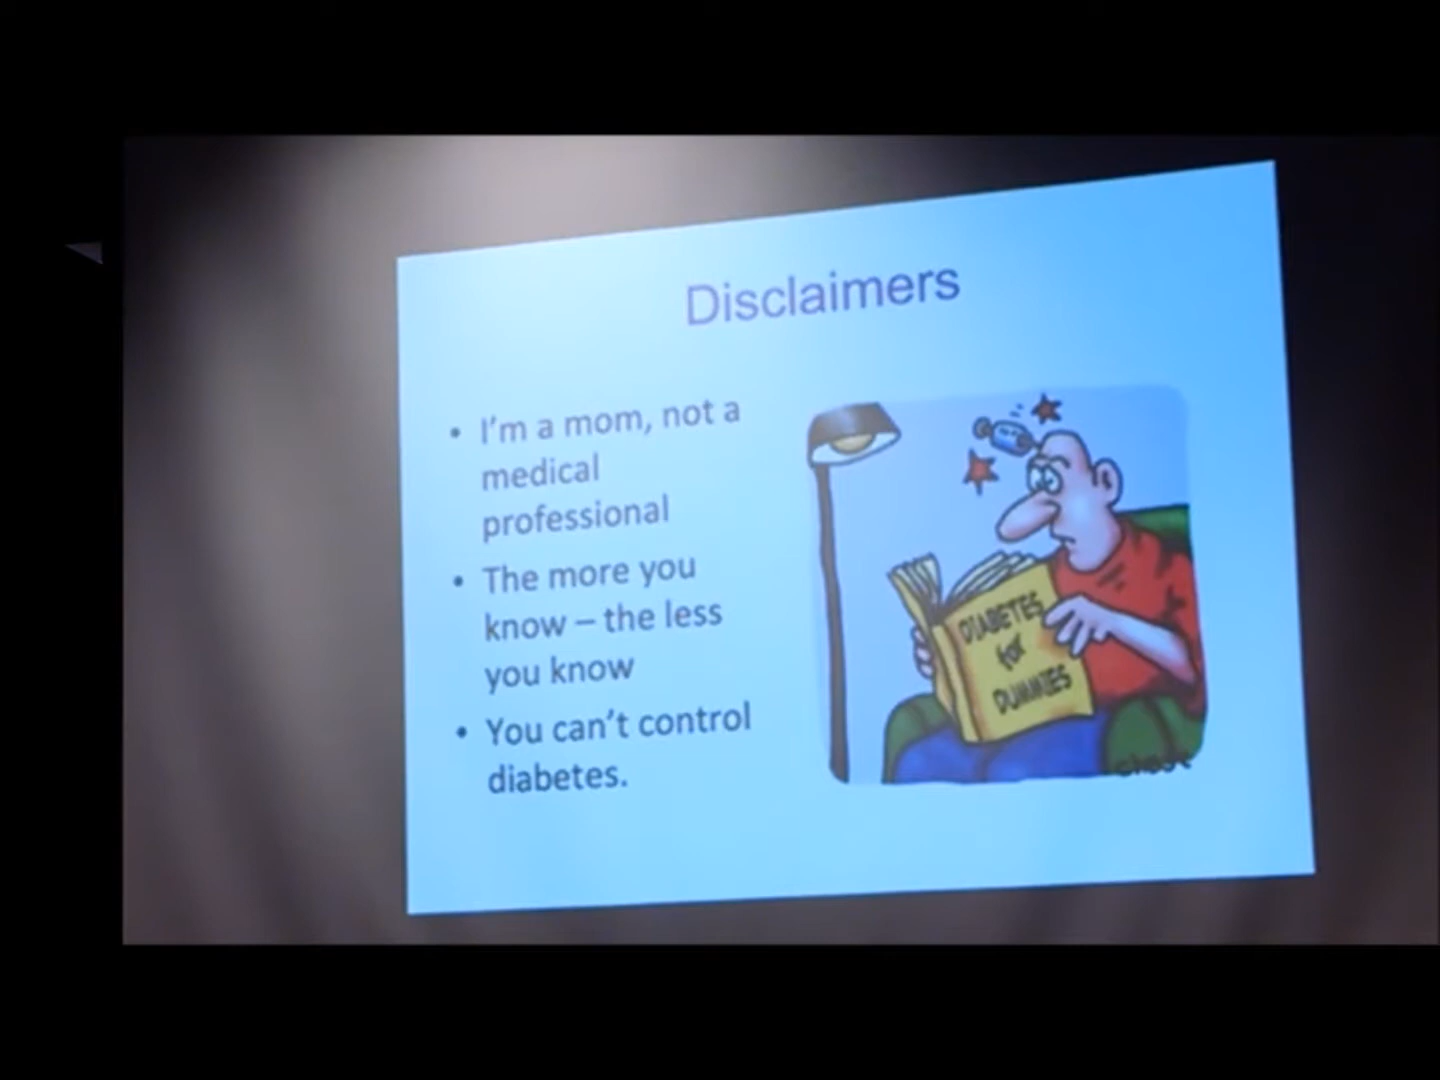 Disclaimers
• I'm a mom, not a
medical
professional
• The more you
know – the less
you know
• You can't control
diabetes.
DIABETES
for
DUMMIES